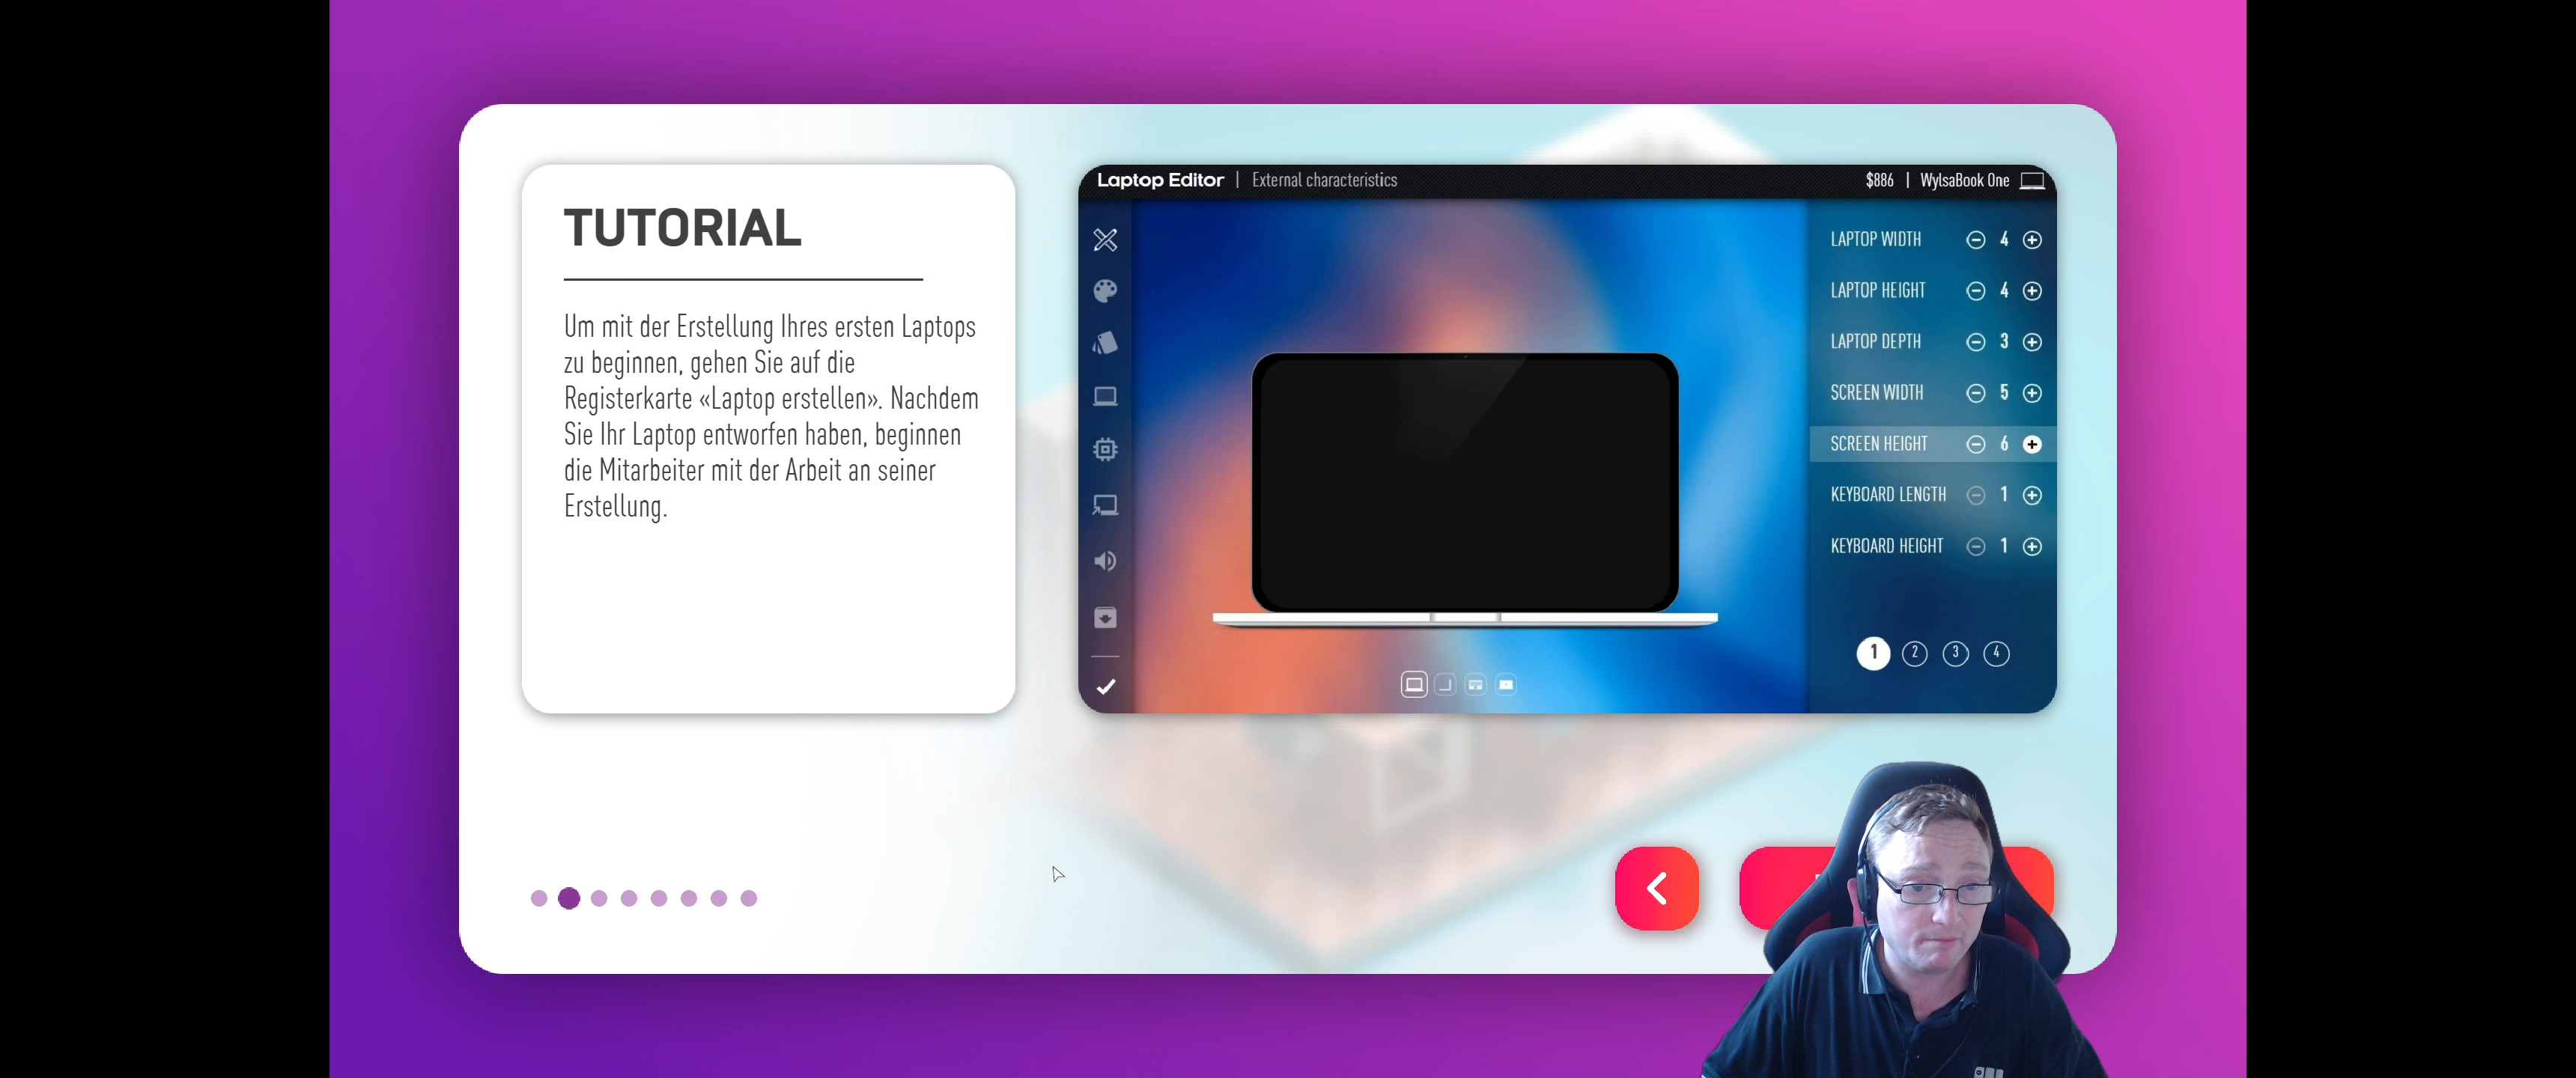 TUTORIAL
Um mit der Erstellung Ihres ersten Laptops
zu beginnen, gehen Sie auf die
Registerkarte «Laptop erstellen». Nachdem
Sie Ihr Laptop entworfen haben, beginnen
die Mitarbeiter mit der Arbeit an seiner
Erstellung.
Laptop Editor | External characteristics
$886 | WylsaBook One
LAPTOP WIDTH 4
LAPTOP HEIGHT 4
LAPTOP DEPTH 3
SCREEN WIDTH 5
SCREEN HEIGHT 6
KEYBOARD LENGTH 1
KEYBOARD HEIGHT 1
1 2 3 4